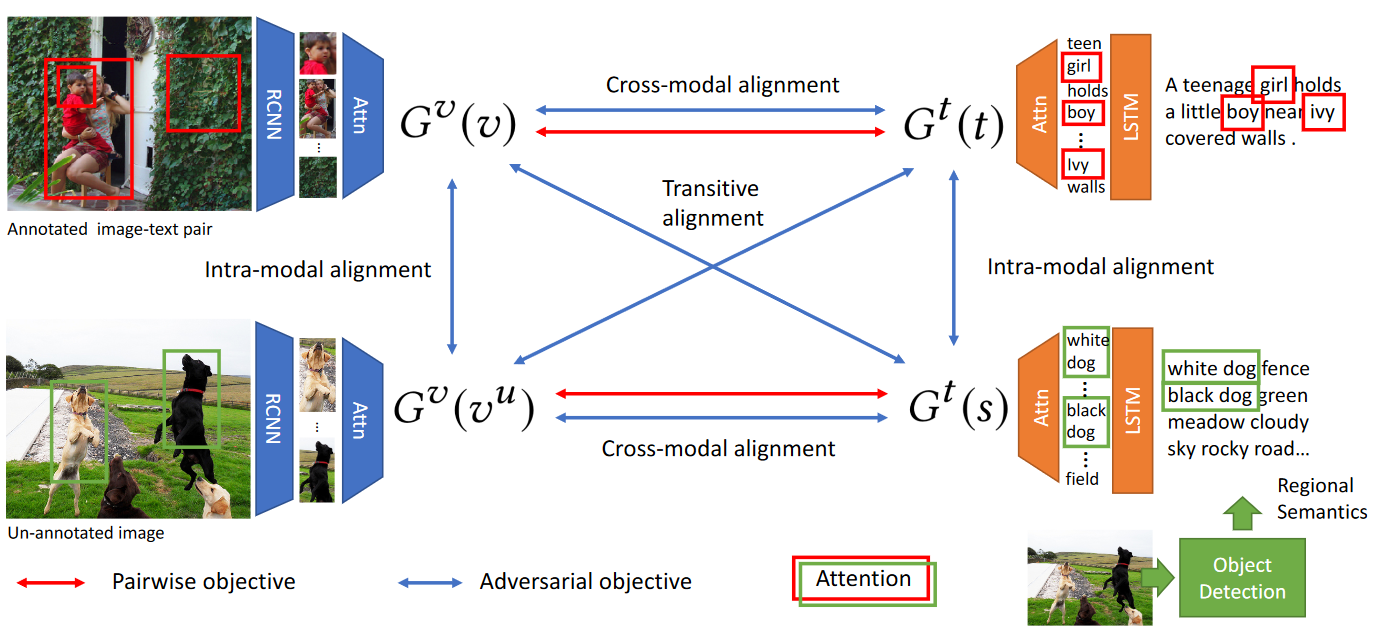 RCNN
Attn
⋮
G^v(v)
Cross-modal alignment
G^t(t)
Attn
teen
girl
holds
boy
⋮
Ivy
walls
LSTM
A teenage girl holds
a little boy near ivy
covered walls .
Annotated image-text pair
Transitive
alignment
Intra-modal alignment
Intra-modal alignment
RCNN
Attn
⋮
G^v(v^u)
Cross-modal alignment
G^t(s)
Attn
white
dog
⋮
black
dog
⋮
field
LSTM
white dog fence
black dog green
meadow cloudy
sky rocky road...
Un-annotated image
Regional
Semantics
Object
Detection
Pairwise objective
Adversarial objective
Attention